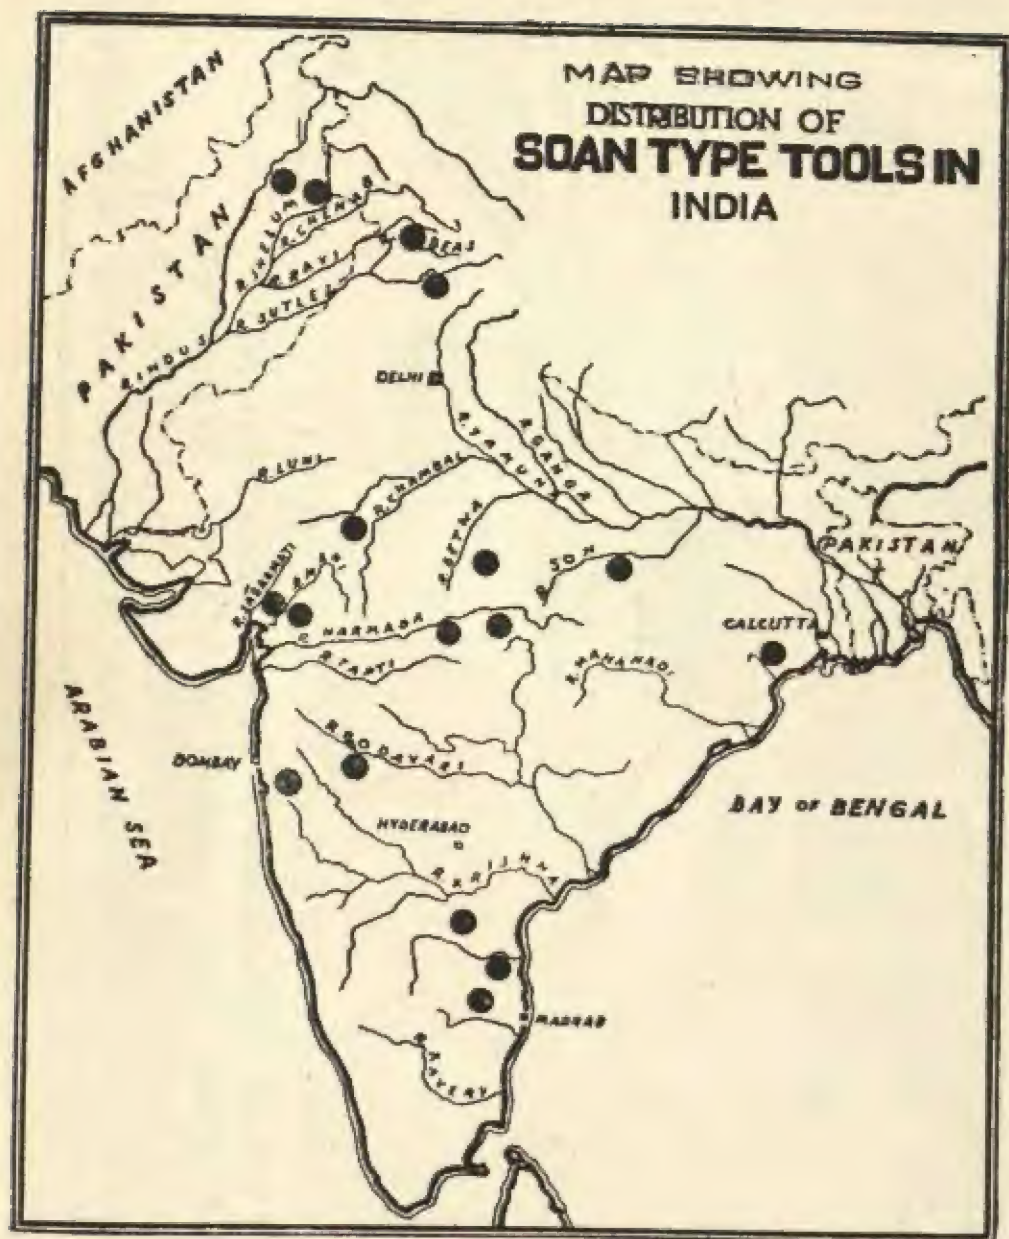 MAP SHOWING
DISTRIBUTION OF
SOAN TYPE TOOLS IN
INDIA
AFGHANISTAN
PAKISTAN
R. JHELUM
R. CHENAB
R. RAVI
BEAS
R. SUTLEJ
R. INDUS
DELHI
R. YAMUNA
R. GANGA
R. LUNI
R. CHAMBAL
R. BETWA
R. SON
PAKISTAN
R. SABARMATI
R. MAHI
R. NARMADA
R. TAPTI
CALCUTTA
R. MAHANADI
ARABIAN SEA
BOMBAY
R. GODAVARI
BAY OF BENGAL
HYDERABAD
R. KRISHNA
MADRAS
R. KAVERY